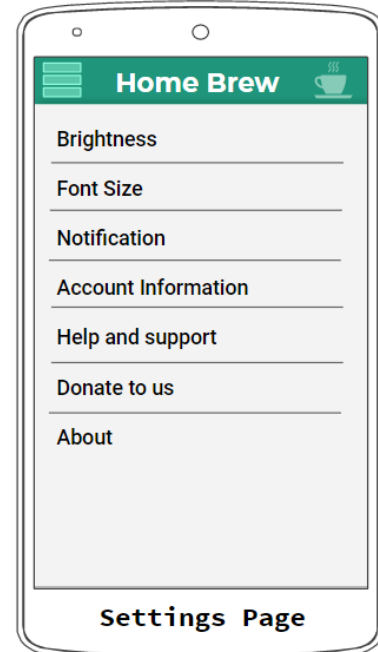 Home Brew
Brightness
Font Size
Notification
Account Information
Help and support
Donate to us
About
Settings Page